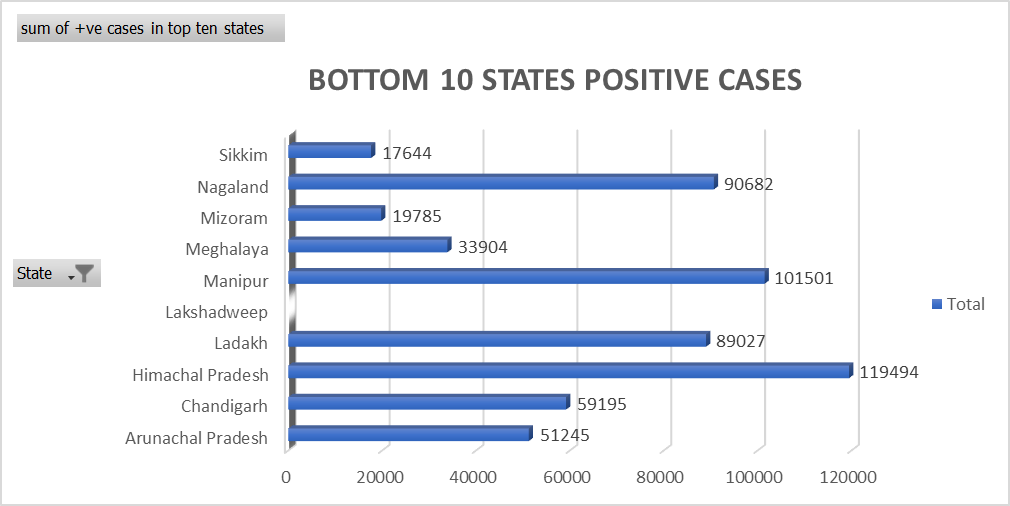 sum of +ve cases in top ten states
BOTTOM 10 STATES POSITIVE CASES
Sikkim 17644
Nagaland 90682
Mizoram 19785
Meghalaya 33904
State
Manipur 101501
Lakshadweep
Total
Ladakh 89027
Himachal Pradesh 119494
Chandigarh 59195
Arunachal Pradesh 51245
0 20000 40000 60000 80000 100000 120000